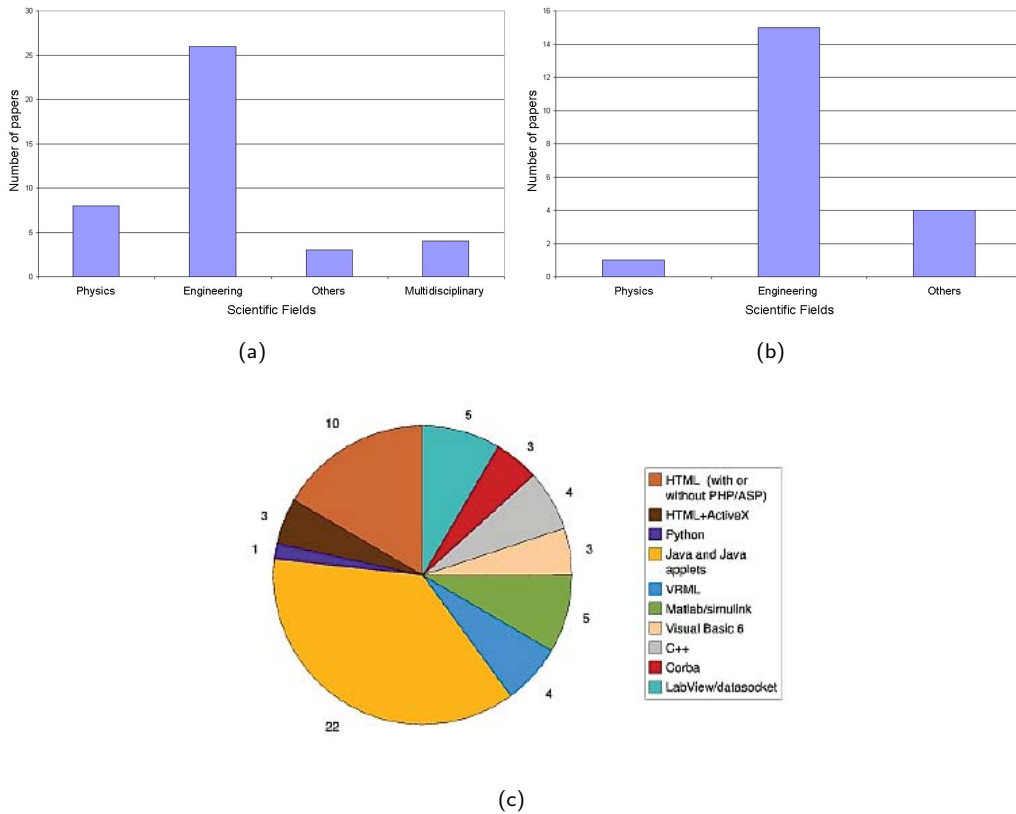 30
25
20
15
10
5
0
Number of papers
Physics
Engineering
Others
Multidisciplinary
Scientific Fields
(a)
16
14
12
10
8
6
4
2
0
Number of papers
Physics
Engineering
Others
Scientific Fields
(b)
10
5
3
4
3
5
4
22
1
3
HTML (with or
without PHP/ASP)
HTML+ActiveX
Python
Java and Java
applets
VRML
Matlab/simulink
Visual Basic 6
C++
Corba
LabView/datasocket
(c)